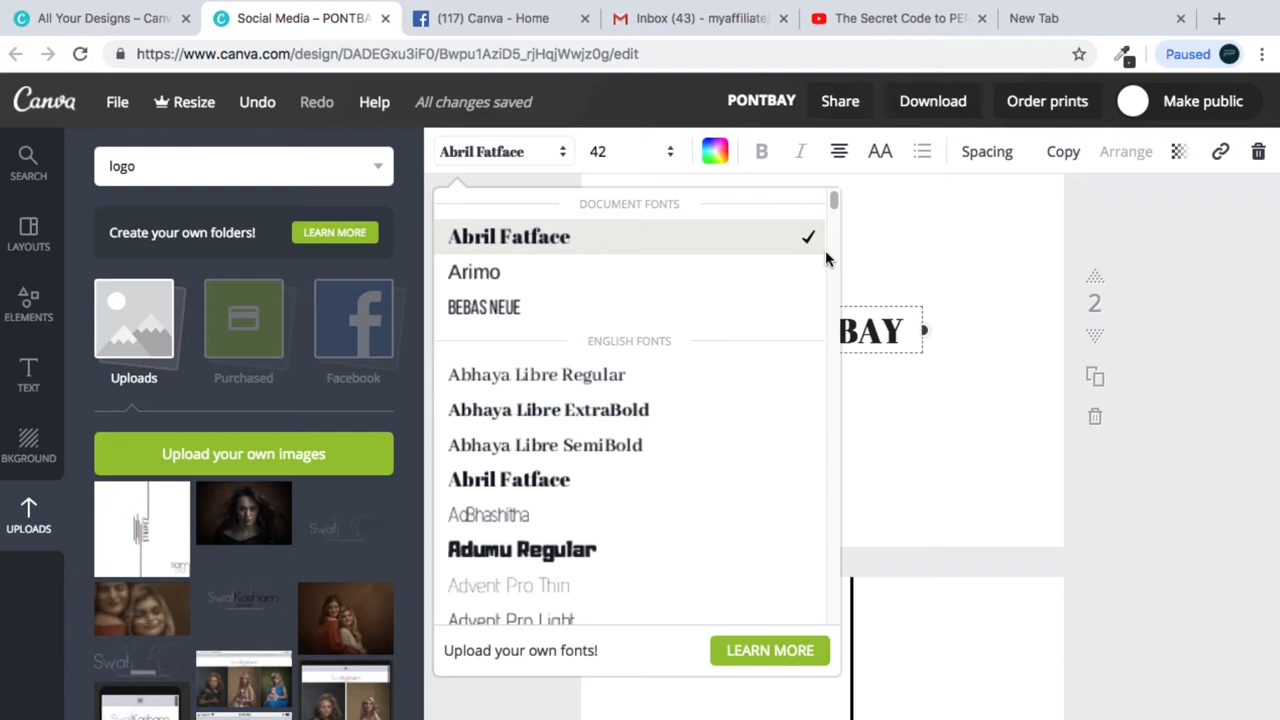 All Your Designs – Canv
Social Media – PONTBA
(117) Canva - Home
Inbox (43) - myaffiliate
The Secret Code to PE
New Tab
https://www.canva.com/design/DADEGxu3iF0/Bwpu1AziD5_rjHqjWwjz0g/edit
Paused
Canva
File
Resize
Undo
Redo
Help
All changes saved
PONTBAY
Share
Download
Order prints
Make public
SEARCH
logo
Abril Fatface
42
B
I
AA
Spacing
Copy
Arrange
DOCUMENT FONTS
Abril Fatface
Arimo
BEBAS NEUE
ENGLISH FONTS
Abhaya Libre Regular
Abhaya Libre ExtraBold
Abhaya Libre SemiBold
Abril Fatface
AdBhashitha
Adumu Regular
Advent Pro Thin
Advent Pro Light
Upload your own fonts!
LEARN MORE
LAYOUTS
Create your own folders!
LEARN MORE
ELEMENTS
TEXT
Uploads
Purchased
Facebook
BKGROUND
Upload your own images
UPLOADS
BAY
2